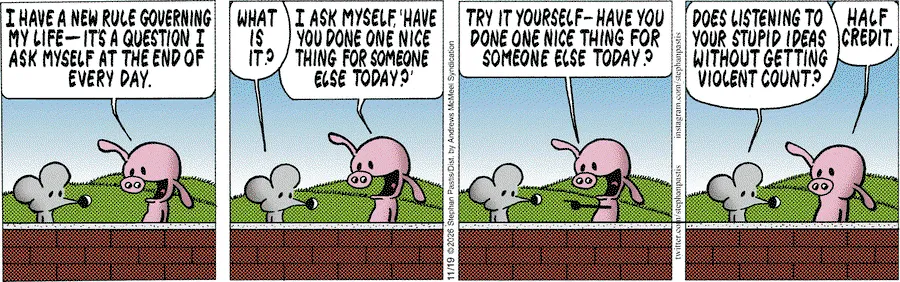 I HAVE A NEW RULE GOVERNING
MY LIFE—IT'S A QUESTION I
ASK MYSELF AT THE END OF
EVERY DAY.
WHAT
IS
IT?
I ASK MYSELF, 'HAVE
YOU DONE ONE NICE
THING FOR SOMEONE
ELSE TODAY?'
11/19 ©2026 Stephan Pastis/Dist. by Andrews McMeel Syndication
TRY IT YOURSELF—HAVE YOU
DONE ONE NICE THING FOR
SOMEONE ELSE TODAY?
twitter.com/stephanpastis instagram.com/stephanpastis
DOES LISTENING TO
YOUR STUPID IDEAS
WITHOUT GETTING
VIOLENT COUNT?
HALF
CREDIT.